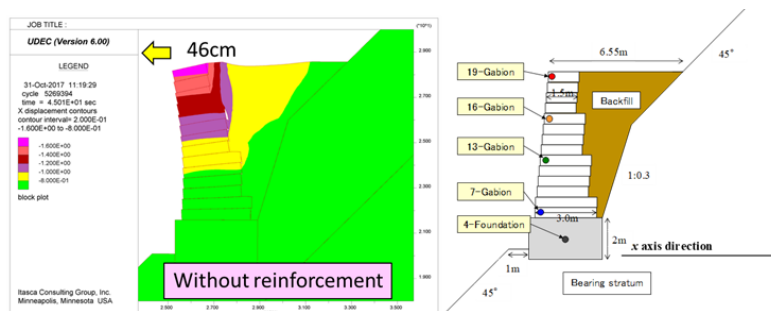 JOB TITLE :
UDEC (Version 6.00)
LEGEND
31-Oct-2017 11:19:29
cycle 5269394
time = 4.501E+01 sec
X displacement contours
contour interval= 2.000E-01
-1.600E+00 to -8.000E-01
-1.600E+00
-1.400E+00
-1.200E+00
-1.000E+00
-8.000E-01
block plot
Itasca Consulting Group, Inc.
Minneapolis, Minnesota USA
46cm
Without reinforcement
(*10^1)
2.900
2.700
2.500
2.300
2.100
1.900
2.500
2.700
2.900
3.100
3.300
3.500
6.55m
45°
19-Gabion
1.5m
Backfill
16-Gabion
13-Gabion
1:0.3
7-Gabion
3.0m
4-Foundation
2m
x axis direction
1m
Bearing stratum
45°